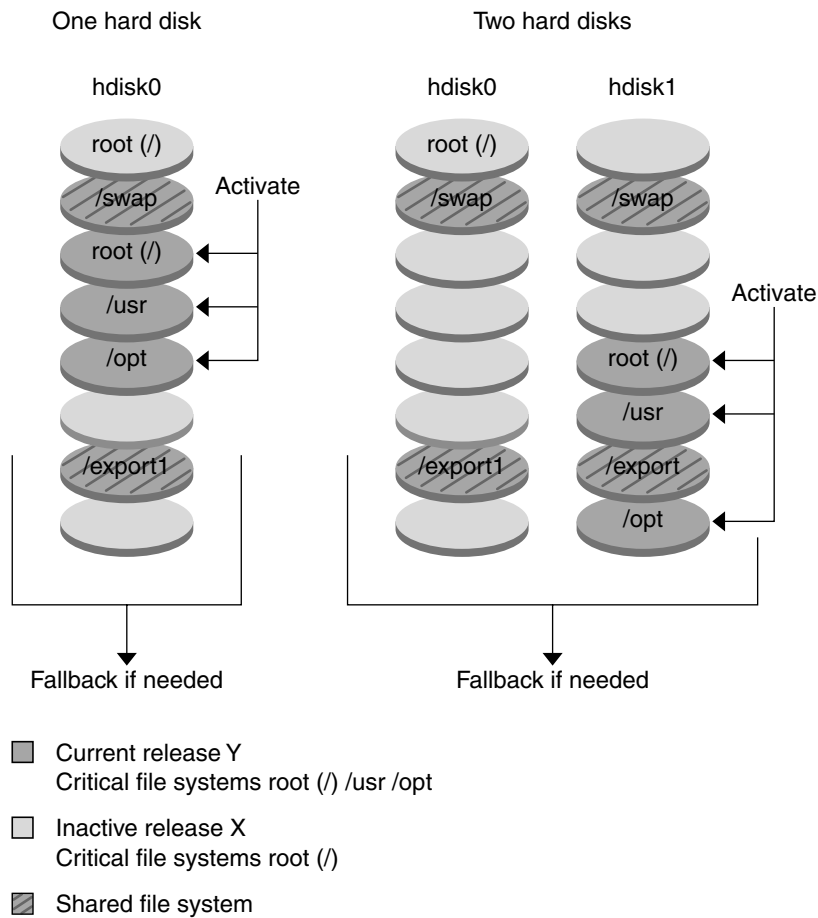 One hard disk
Two hard disks
hdisk0
hdisk0
hdisk1
root (/)
root (/)
/swap
Activate
/swap
/swap
root (/)
/usr
Activate
/opt
root (/)
/usr
/export1
/export1
/export
/opt
Fallback if needed
Fallback if needed
Current release Y
Critical file systems root (/) /usr /opt
Inactive release X
Critical file systems root (/)
Shared file system